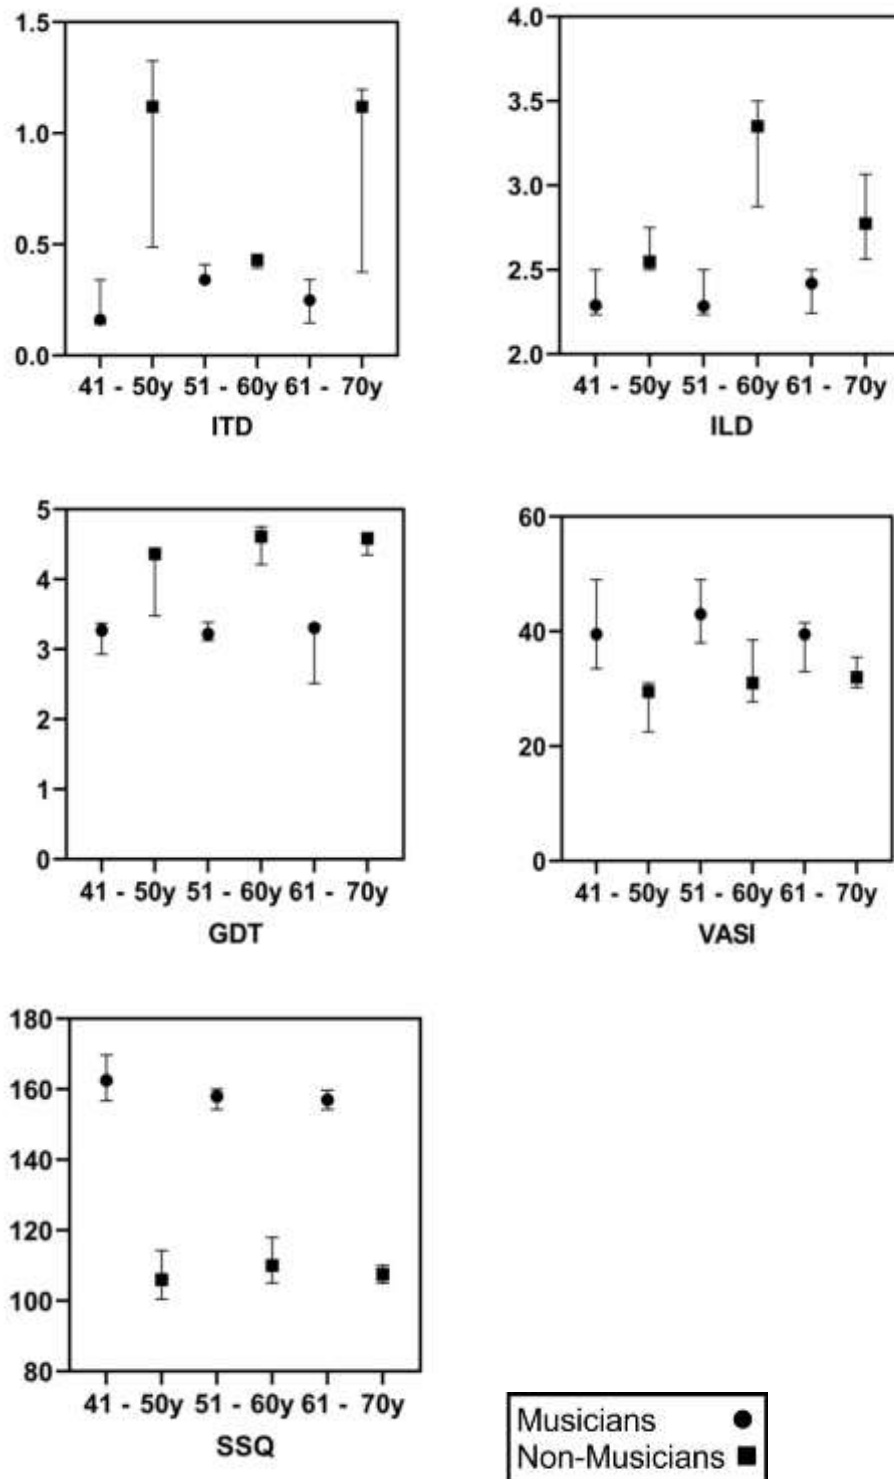 1.5
1.0
0.5
0.0
41 - 50y 51 - 60y 61 - 70y
ITD
4.0
3.5
3.0
2.5
2.0
41 - 50y 51 - 60y 61 - 70y
ILD
5
4
3
2
1
0
41 - 50y 51 - 60y 61 - 70y
GDT
60
40
20
0
41 - 50y 51 - 60y 61 - 70y
VASI
180
160
140
120
100
80
41 - 50y 51 - 60y 61 - 70y
SSQ
Musicians
Non-Musicians